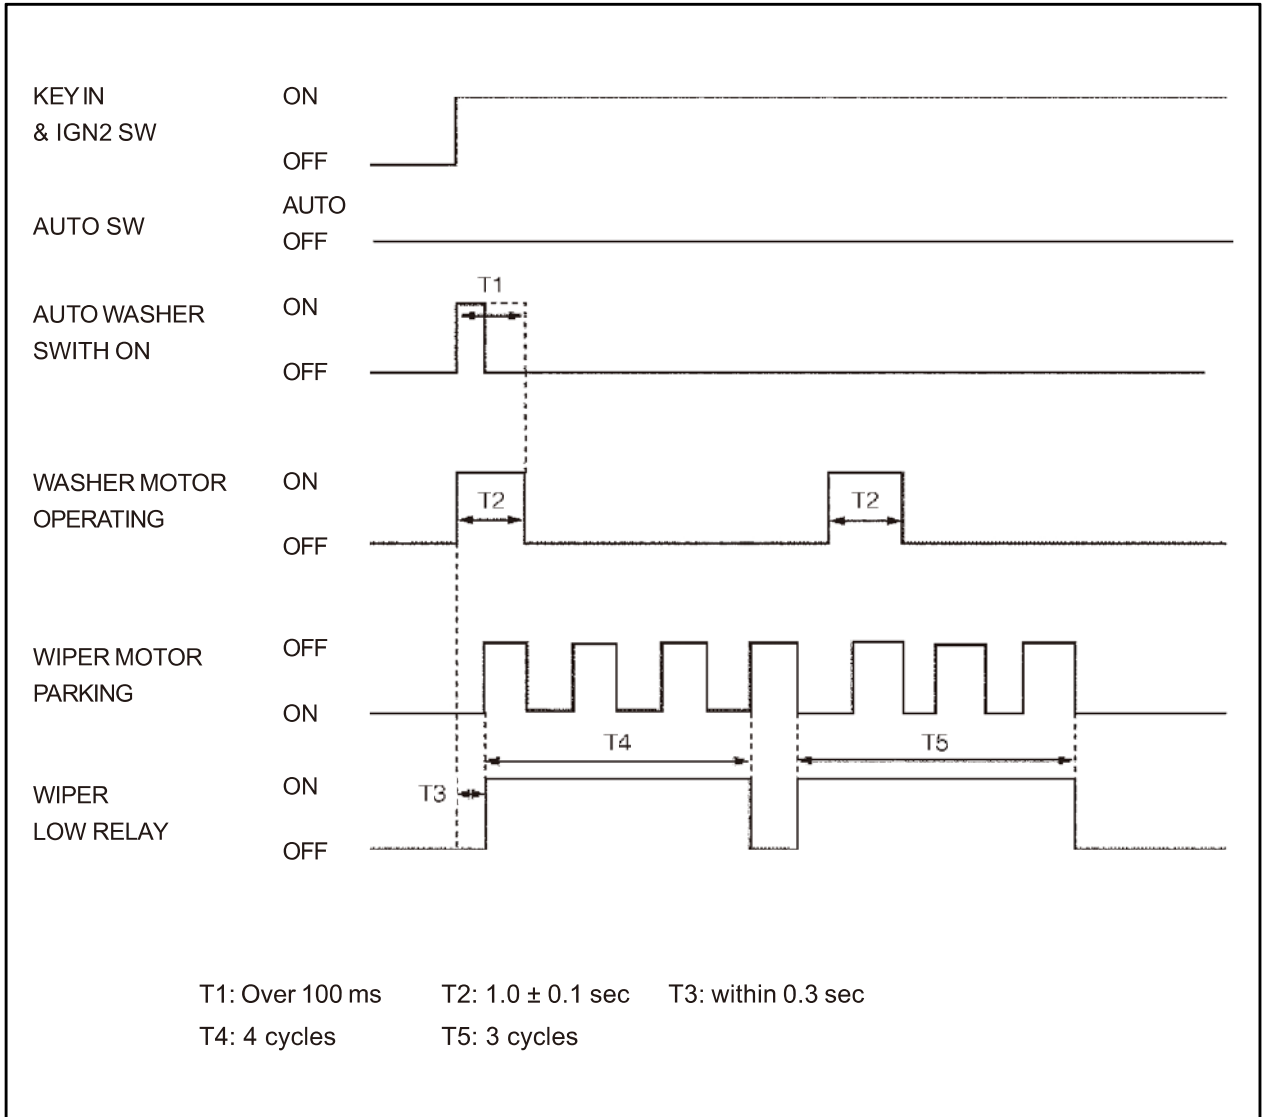 KEY IN
& IGN2 SW
ON
OFF
AUTO SW
AUTO
OFF
AUTO WASHER
SWITH ON
ON
OFF
T1
WASHER MOTOR
OPERATING
ON
OFF
T2
T2
WIPER MOTOR
PARKING
OFF
ON
T4
T5
WIPER
LOW RELAY
ON
OFF
T3
T1: Over 100 ms T2: 1.0 ± 0.1 sec T3: within 0.3 sec
T4: 4 cycles T5: 3 cycles